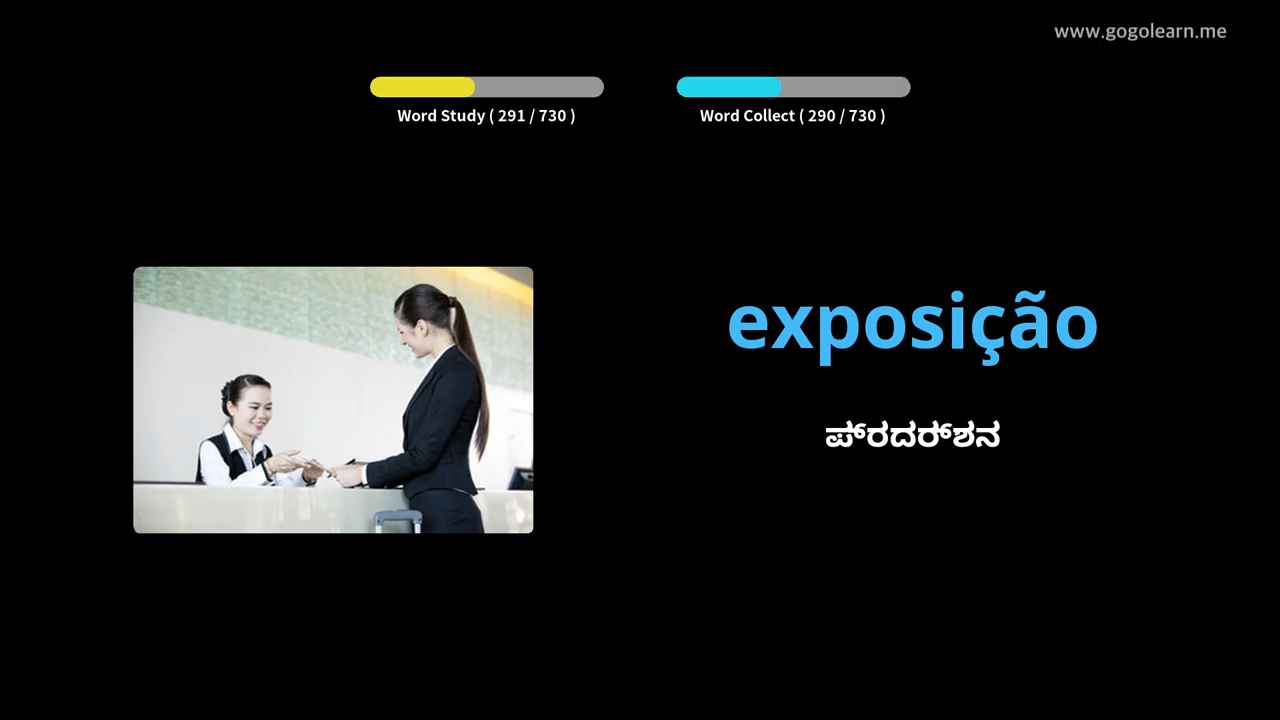 www.gogolearn.me
Word Study ( 291 / 730 )
Word Collect ( 290 / 730 )
exposição
ಪ್ರದರ್ಶನ